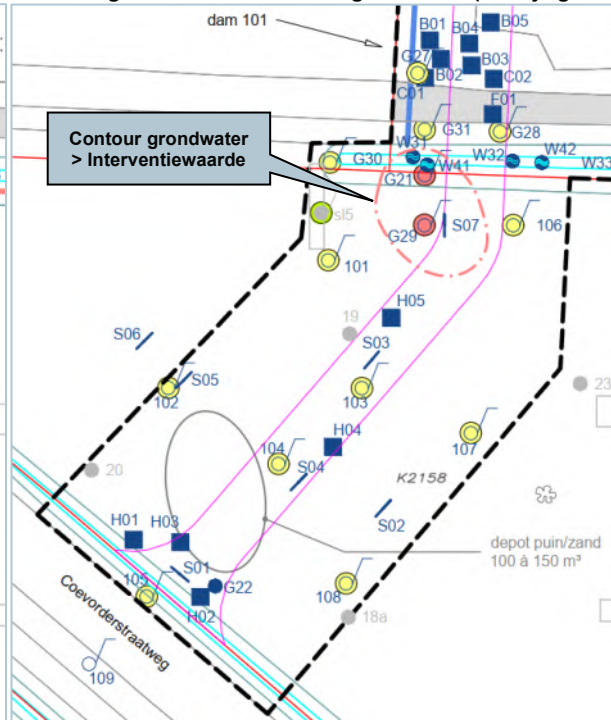 dam 101
B05
B01
B04
G27
B03
B02
C02
C01
F01
G31
G28
Contour grondwater
> Interventiewaarde
W31
G30
W41
W32
W42
W33
G21
sl5
G29
S07
106
101
H05
19
S06
S03
S05
23
102
103
107
H04
104
S04
K2158
20
S02
H01
H03
depot puin/zand
100 à 150 m³
S01
105
G22
108
H02
18a
Coevorderstraatweg
109